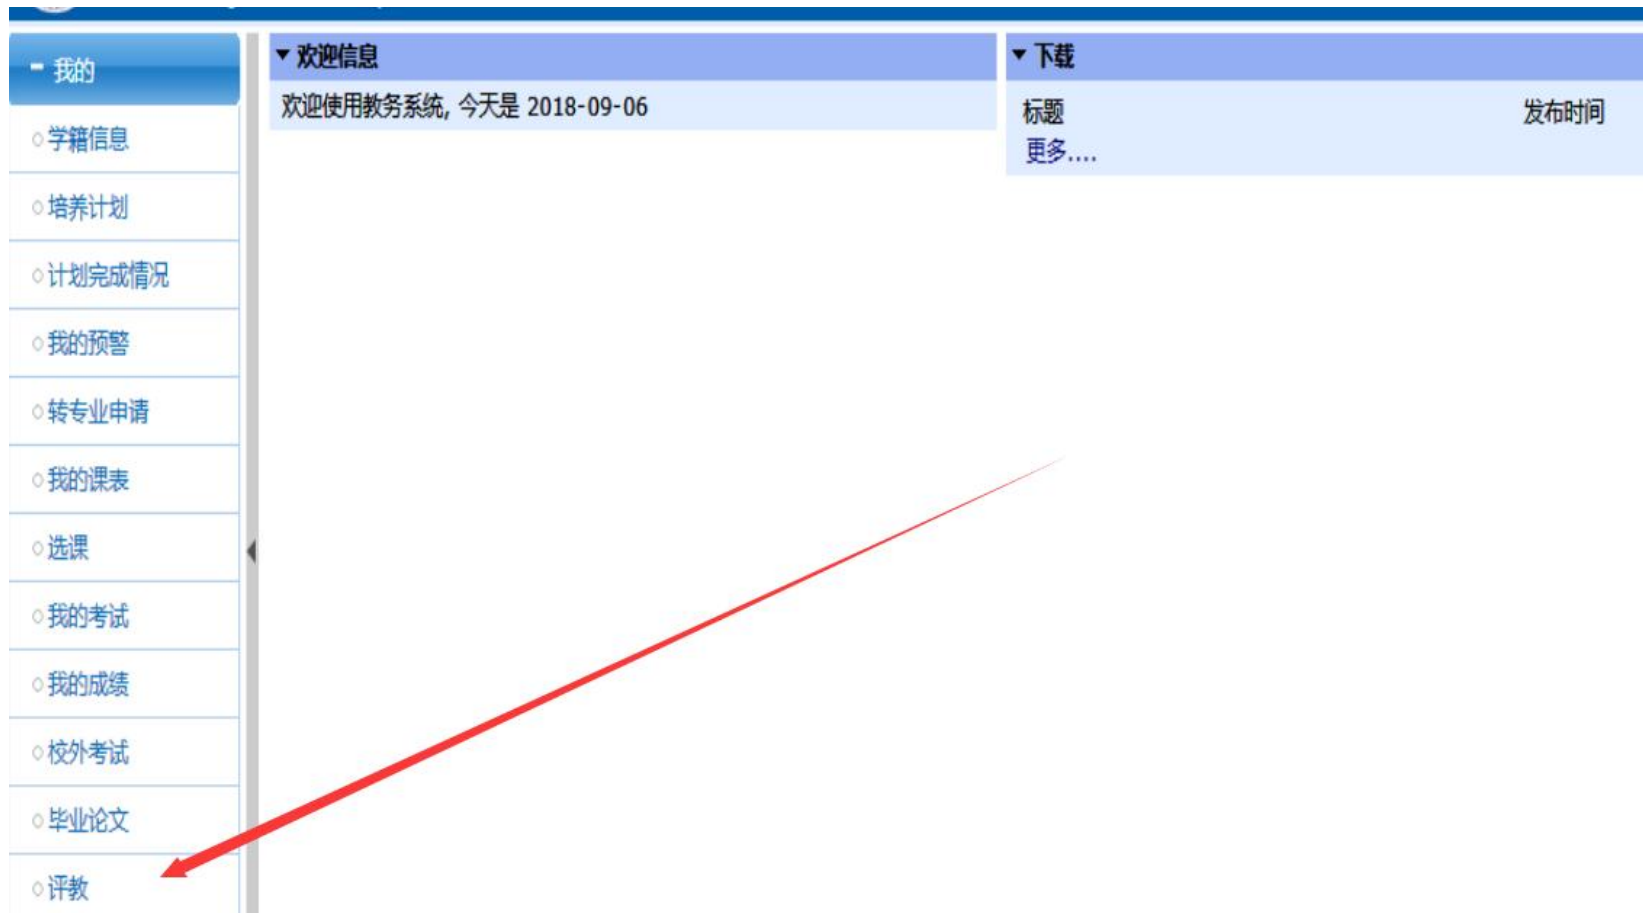 我的
学籍信息
培养计划
计划完成情况
我的预警
转专业申请
我的课表
选课
我的考试
我的成绩
校外考试
毕业论文
评教
欢迎信息
欢迎使用教务系统, 今天是 2018-09-06
下载
标题 发布时间
更多....